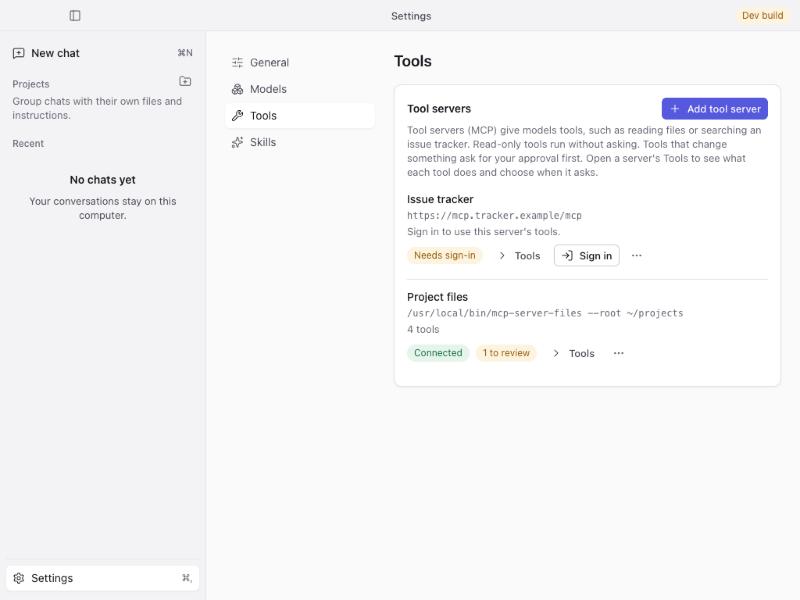 Settings
Dev build
New chat
⌘N
Projects
Group chats with their own files and
instructions.
Recent
No chats yet
Your conversations stay on this
computer.
Settings
⌘,
General
Models
Tools
Skills
Tools
Tool servers
Add tool server
Tool servers (MCP) give models tools, such as reading files or searching an
issue tracker. Read-only tools run without asking. Tools that change
something ask for your approval first. Open a server's Tools to see what
each tool does and choose when it asks.
Issue tracker
https://mcp.tracker.example/mcp
Sign in to use this server's tools.
Needs sign-in
Tools
Sign in
Project files
/usr/local/bin/mcp-server-files --root ~/projects
4 tools
Connected
1 to review
Tools